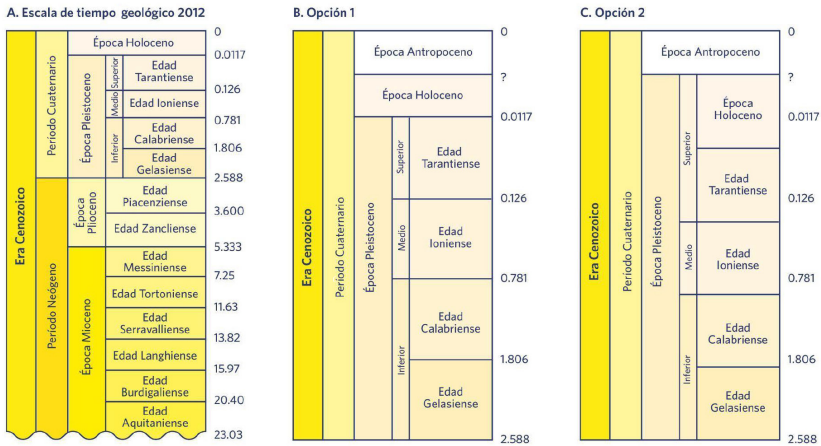 A. Escala de tiempo geológico 2012
Era Cenozoico
Período Cuaternario
Período Neógeno
Época Holoceno
Época Pleistoceno
Superior
Medio
Inferior
Edad
Tarantiense
Edad Ioniense
Edad
Calabriense
Edad
Gelasiense
Época
Plioceno
Edad
Piacenziense
Edad Zancliense
Época Mioceno
Edad
Messiniense
Edad Tortoniense
Edad
Serravalliense
Edad Langhiense
Edad
Burdigaliense
Edad
Aquitaniense
0
0.0117
0.126
0.781
1.806
2.588
3.600
5.333
7.25
11.63
13.82
15.97
20.40
23.03
B. Opción 1
Era Cenozoico
Período Cuaternario
Época Antropoceno
Época Holoceno
Época Pleistoceno
Superior
Medio
Inferior
Edad
Tarantiense
Edad
Ioniense
Edad
Calabriense
Edad
Gelasiense
0
?
0.0117
0.126
0.781
1.806
2.588
C. Opción 2
Era Cenozoico
Período Cuaternario
Época Antropoceno
Época Pleistoceno
Superior
Medio
Inferior
Época
Holoceno
Edad
Tarantiense
Edad
Ioniense
Edad
Calabriense
Edad
Gelasiense
0
?
0.0117
0.126
0.781
1.806
2.588